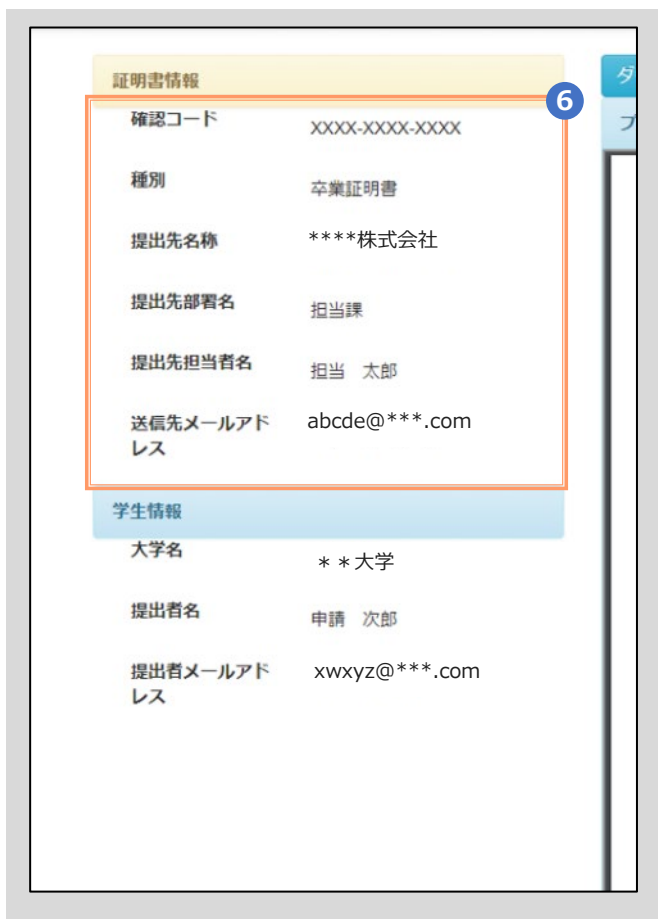 証明書情報
6
ダ
確認コード XXXX-XXXX-XXXX
プ
種別 卒業証明書
提出先名称 ****株式会社
提出先部署名 担当課
提出先担当者名 担当　太郎
送信先メールアド
レス
abcde@***.com
学生情報
大学名 ＊＊大学
提出者名 申請　次郎
提出者メールアド
レス
xwxyz@***.com